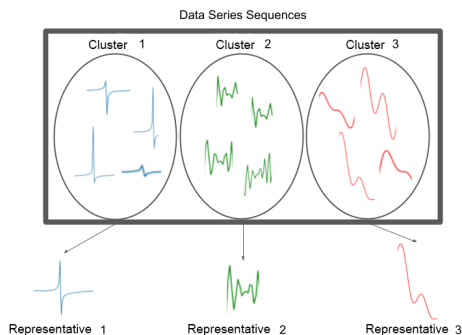 Data Series Sequences
Cluster 1
Cluster 2
Cluster 3
Representative 1
Representative 2
Representative 3